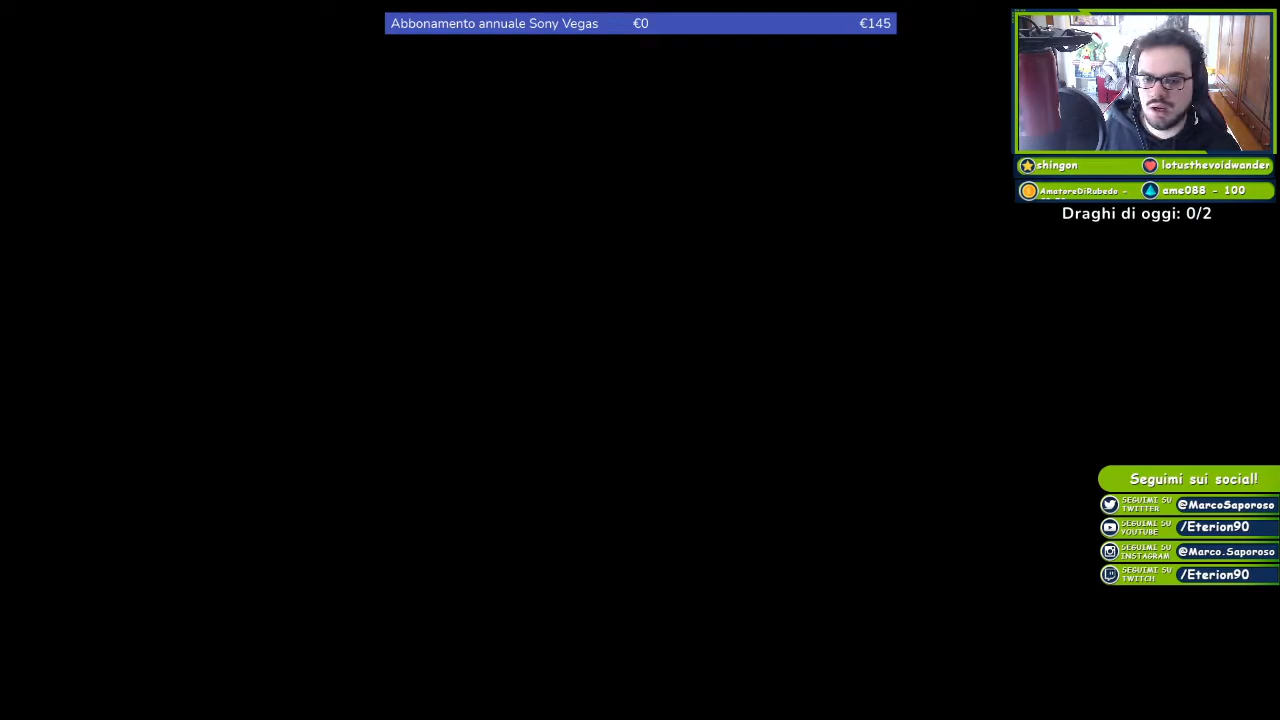 Abbonamento annuale Sony Vegas €0 €145
shingon lotusthevoidwander
AmatoreDiRubedo - ame088 - 100
Draghi di oggi: 0/2
Seguimi sui social!
SEGUIMI SU TWITTER @MarcoSaporoso
SEGUIMI SU YOUTUBE /Eterion90
SEGUIMI SU INSTAGRAM @Marco.Saporoso
SEGUIMI SU TWITCH /Eterion90